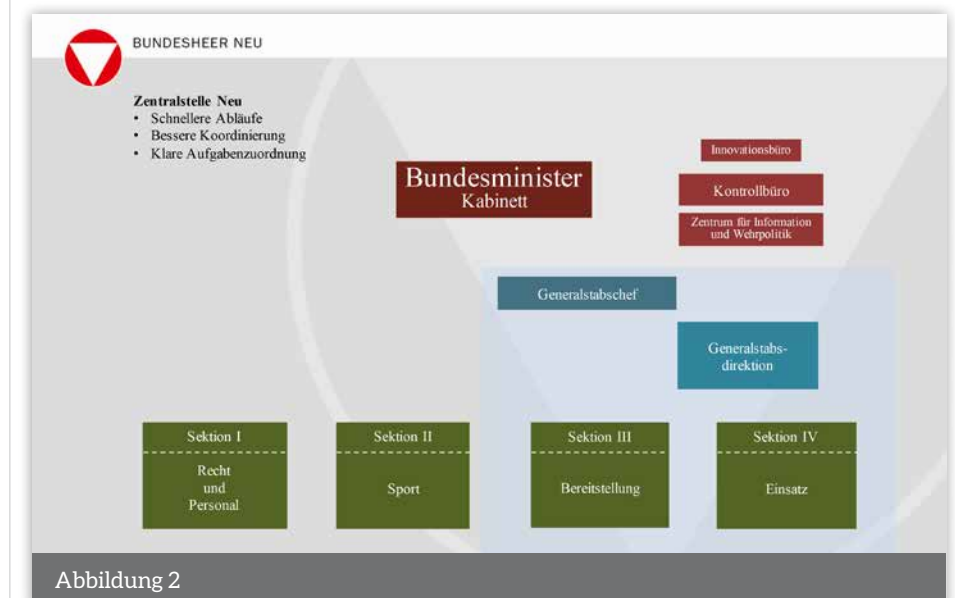 BUNDESHEER NEU
Zentralstelle Neu
• Schnellere Abläufe
• Bessere Koordinierung
• Klare Aufgabenzuordnung
Bundesminister
Kabinett
Innovationsbüro
Kontrollbüro
Zentrum für Information
und Wehrpolitik
Generalstabschef
Generalstabs-
direktion
Sektion I
Recht
und
Personal
Sektion II
Sport
Sektion III
Bereitstellung
Sektion IV
Einsatz
Abbildung 2